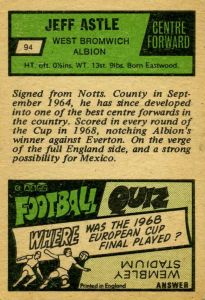 JEFF ASTLE
CENTRE
FORWARD
94
WEST BROMWICH
ALBION
HT. 6ft. 0½ins. WT. 13st. 9lbs. Born Eastwood.
Signed from Notts. County in Sept-
ember 1964, he has since developed
into one of the best centre forwards in
the country. Scored in every round of
the Cup in 1968, notching Albion's
winner against Everton. On the verge
of the full England side, and a strong
possibility for Mexico.
© A&BC
FOOTBALL QUIZ
WHERE WAS THE 1968
EUROPEAN CUP
FINAL PLAYED ?
Printed in England
WEMBLEY
STADIUM
ANSWER